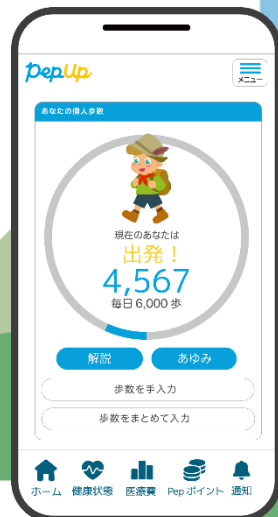 PepUp
メニュー
あなたの個人歩数
現在のあなたは
出発！
4,567
毎日6,000 歩
解説 あゆみ
歩数を手入力
歩数をまとめて入力
ホーム 健康状態 医療費 Pep ポイント 通知